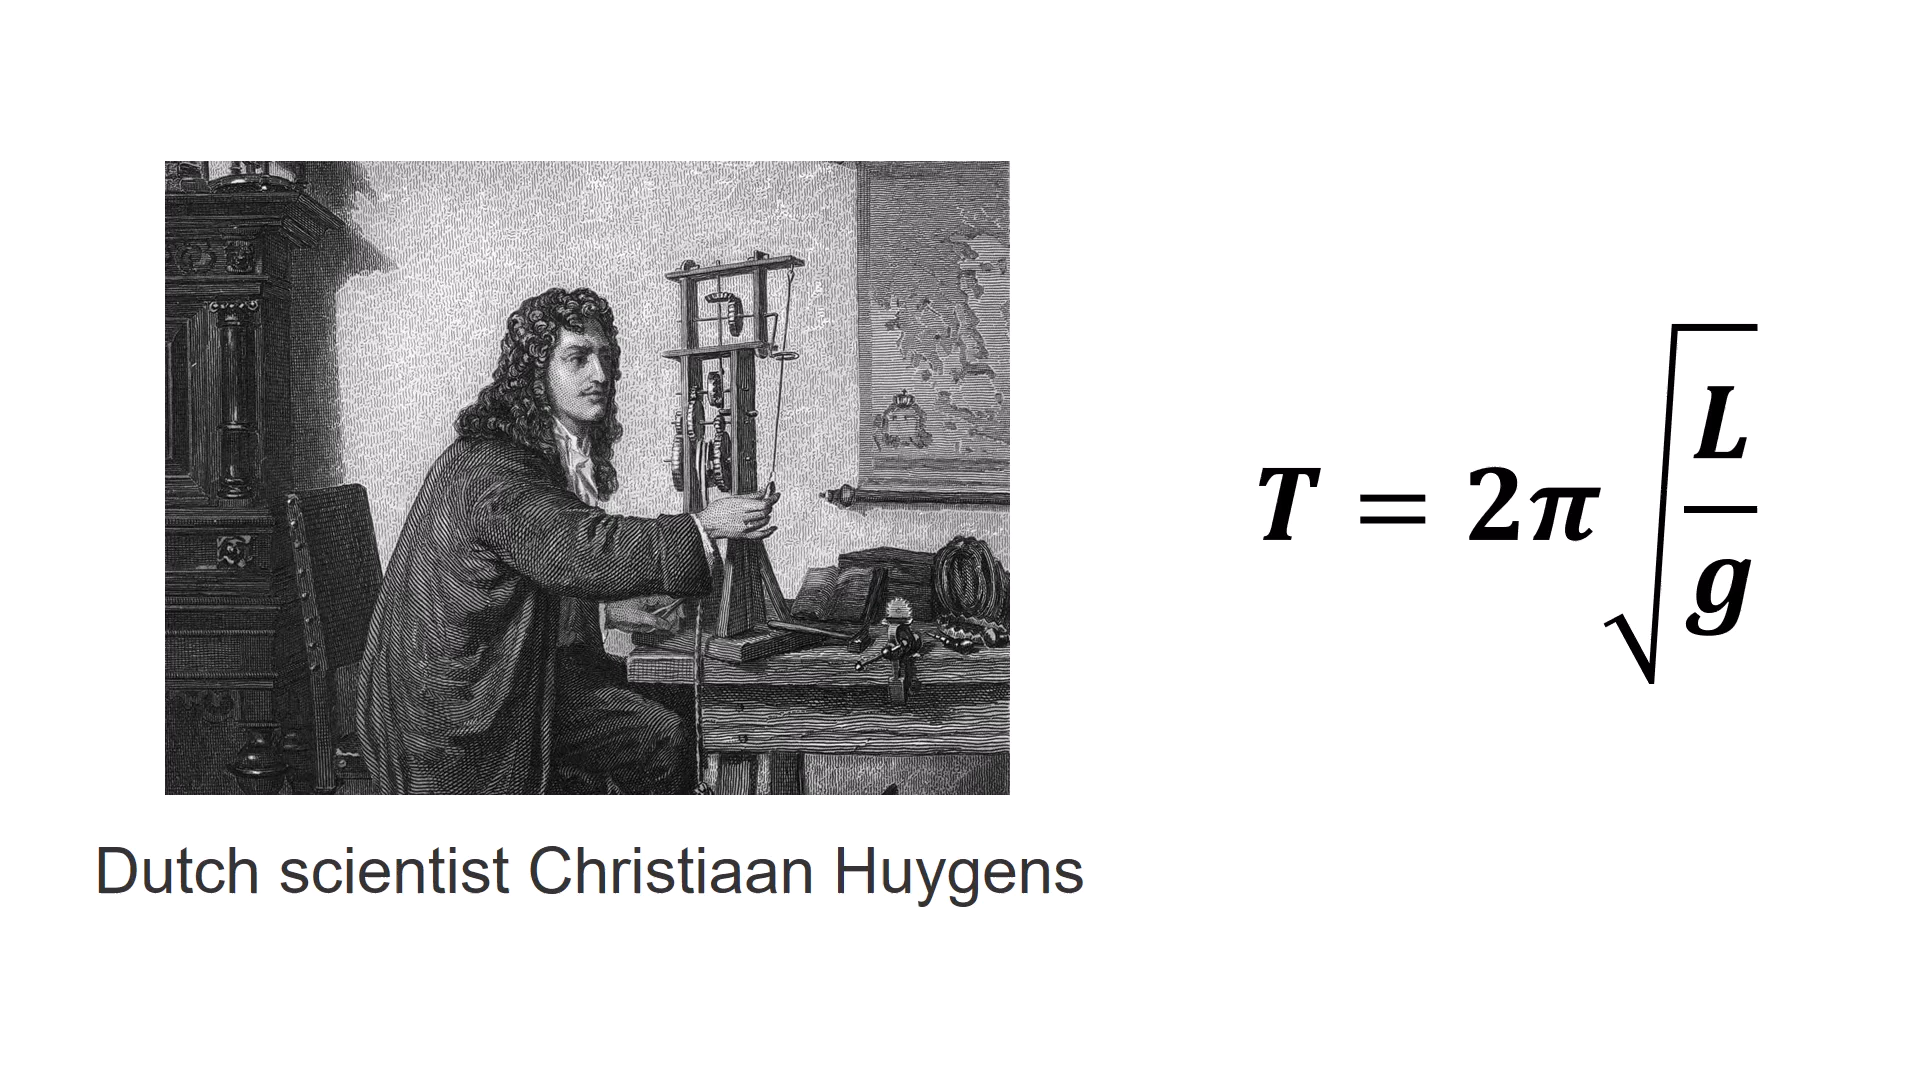 T = 2π√(L/g)
Dutch scientist Christiaan Huygens